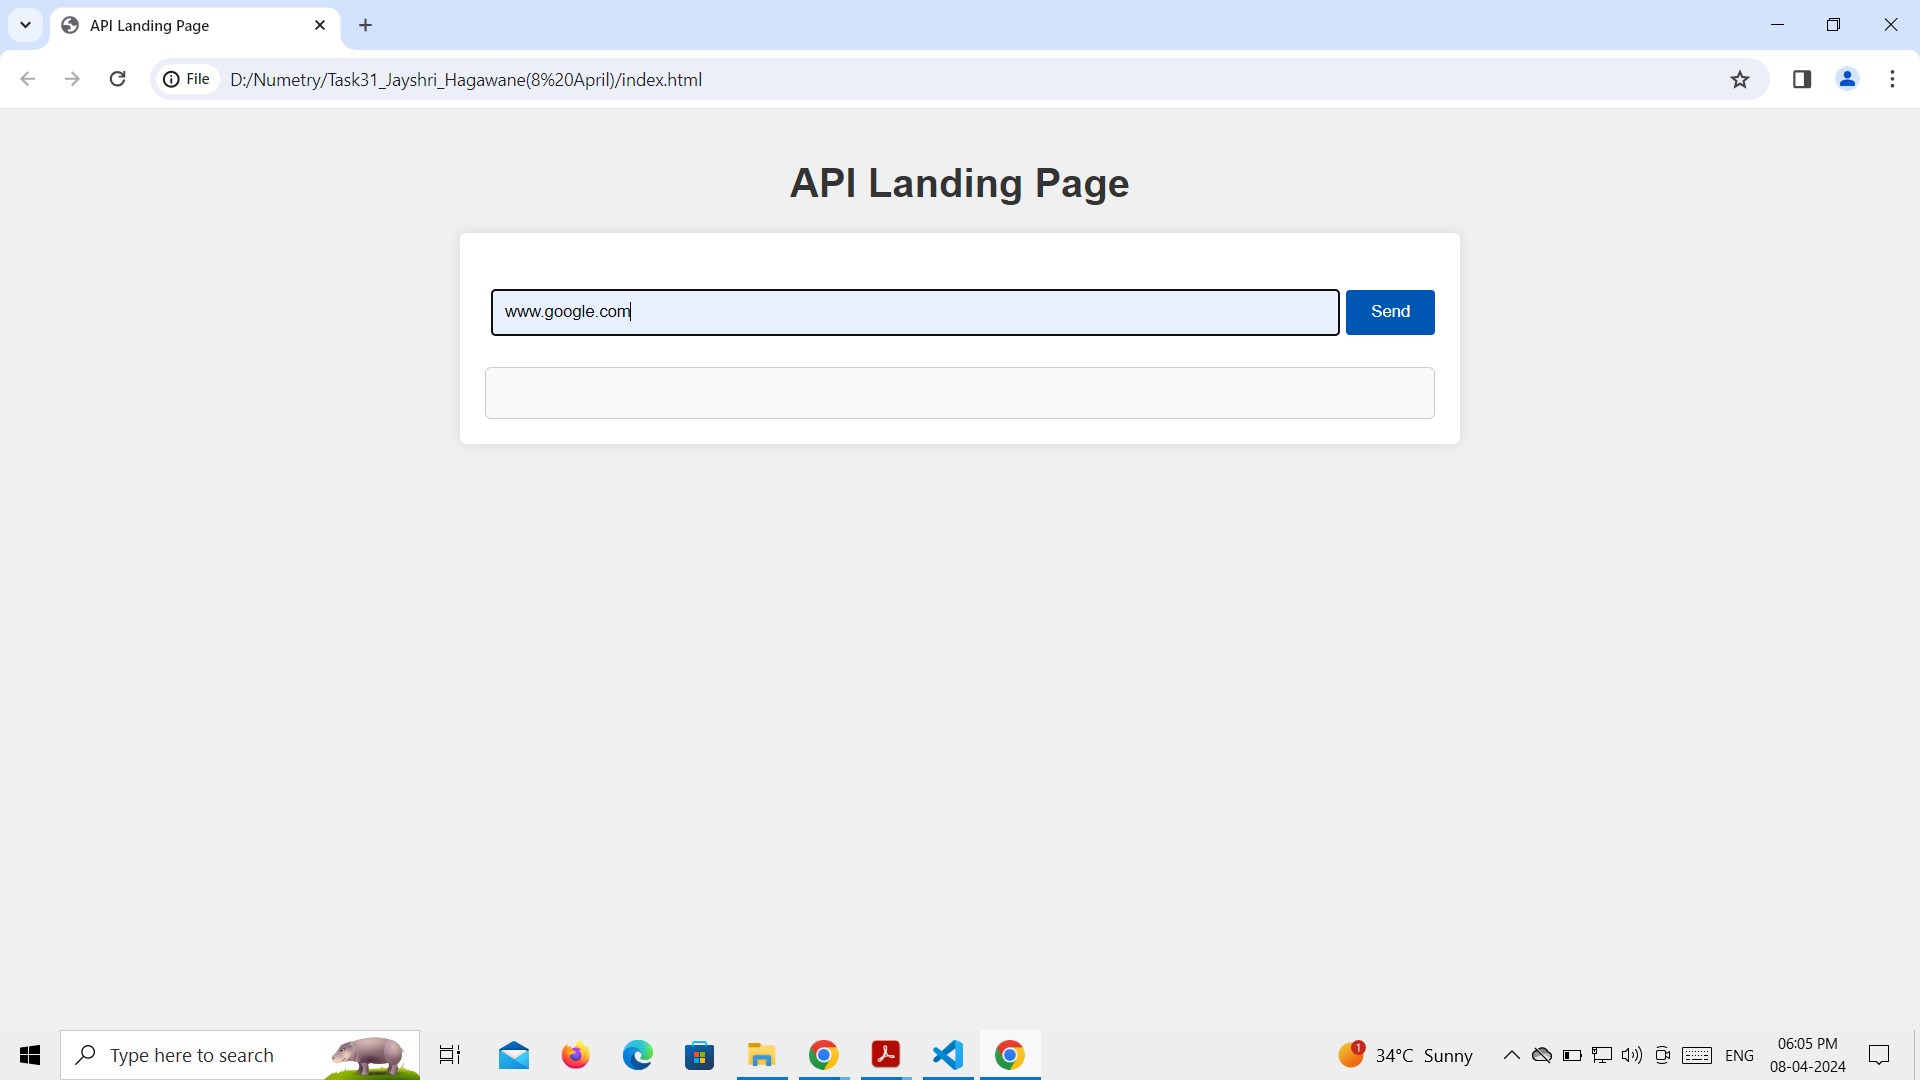 API Landing Page
File
D:/Numetry/Task31_Jayshri_Hagawane(8%20April)/index.html
API Landing Page
www.google.com
Send
Type here to search
1
34°C Sunny
ENG
06:05 PM
08-04-2024